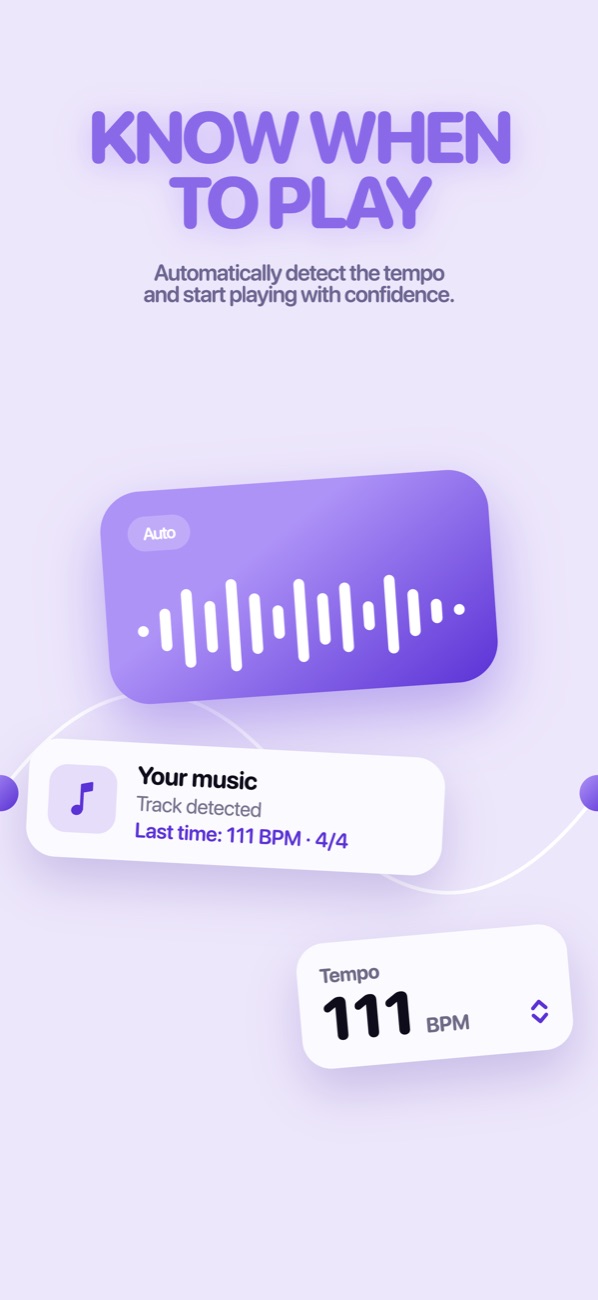 KNOW WHEN
TO PLAY
Automatically detect the tempo
and start playing with confidence.
Auto
Your music
Track detected
Last time: 111 BPM · 4/4
Tempo
111 BPM